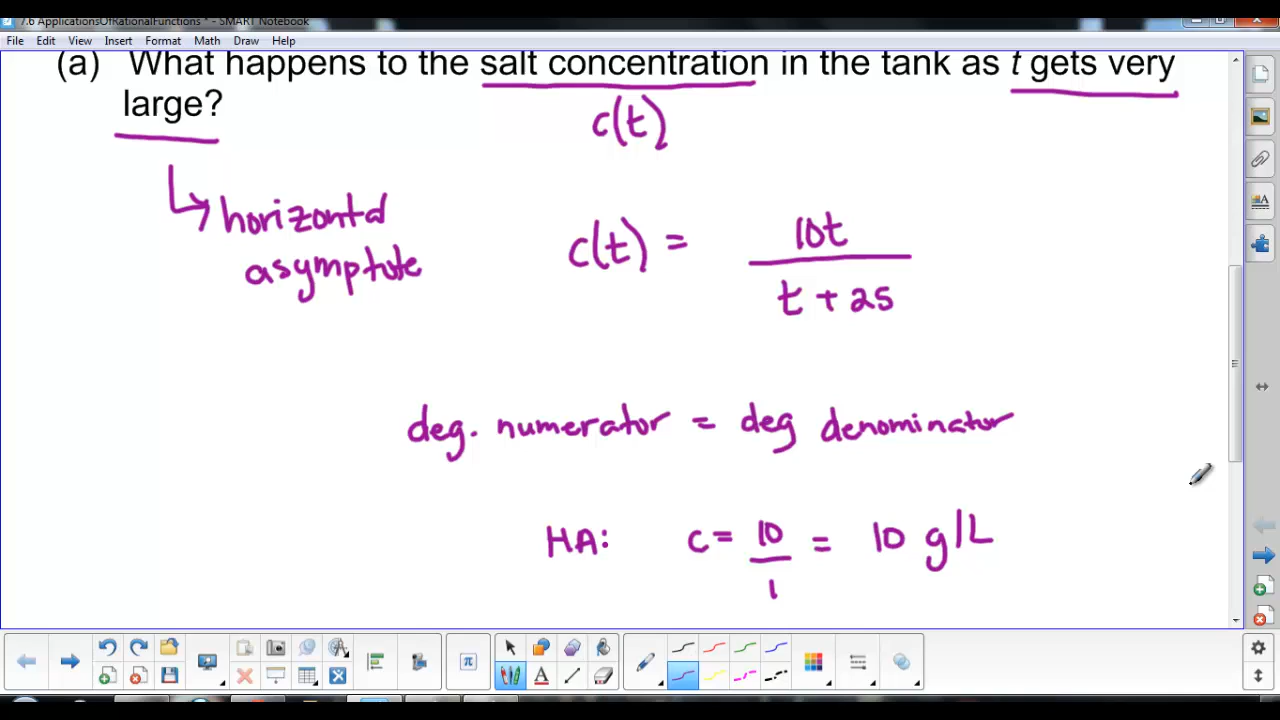 7.6 ApplicationsOfRationalFunctions * - SMART Notebook
File Edit View Insert Format Math Draw Help
(a) What happens to the salt concentration in the tank as t gets very
large?
c(t)
horizontal
asymptote
c(t) = 10t
t + 25
deg. numerator = deg denominator
HA: c = 10 = 10 g/L
1